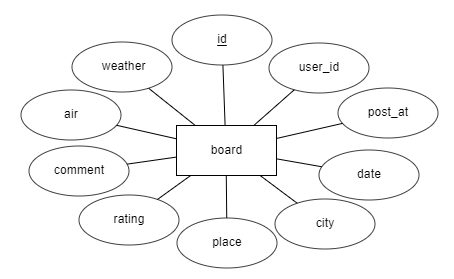 id
weather
user_id
air
post_at
board
comment
date
rating
city
place